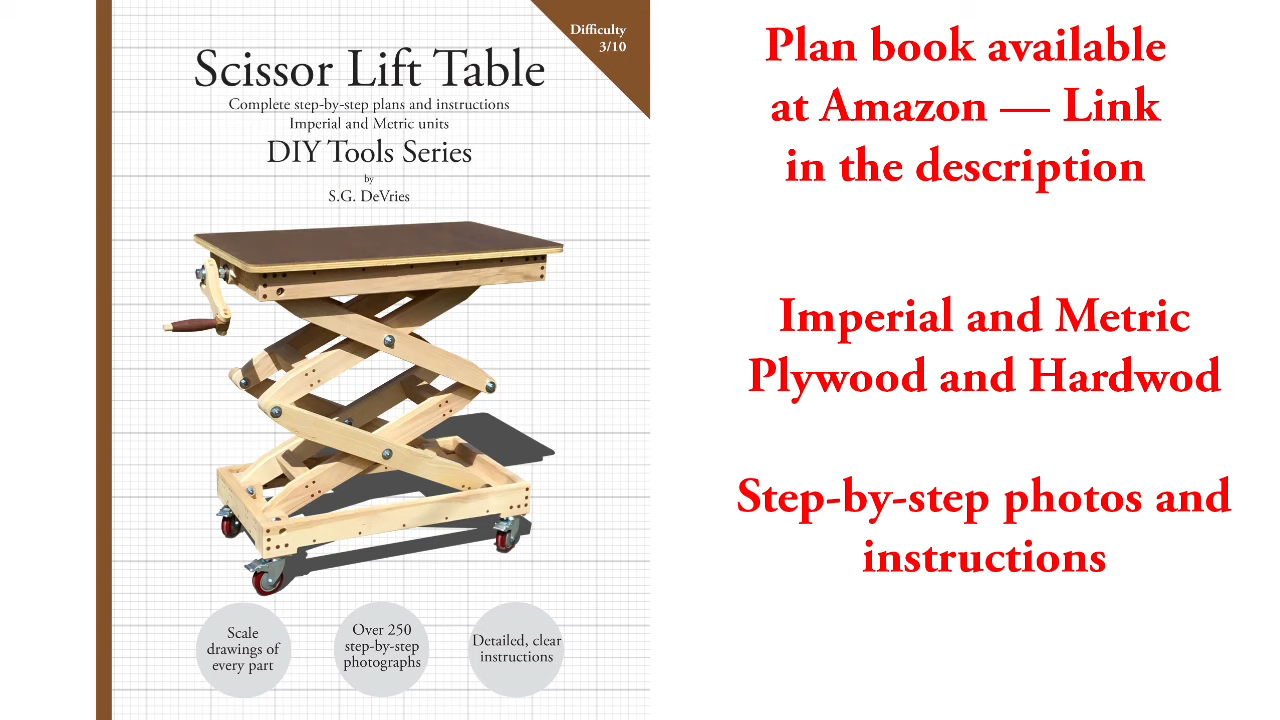 Difficulty
3/10
Scissor Lift Table
Complete step-by-step plans and instructions
Imperial and Metric units
DIY Tools Series
by
S.G. DeVries
Scale
drawings of
every part
Over 250
step-by-step
photographs
Detailed, clear
instructions
Plan book available
at Amazon — Link
in the description
Imperial and Metric
Plywood and Hardwod
Step-by-step photos and
instructions